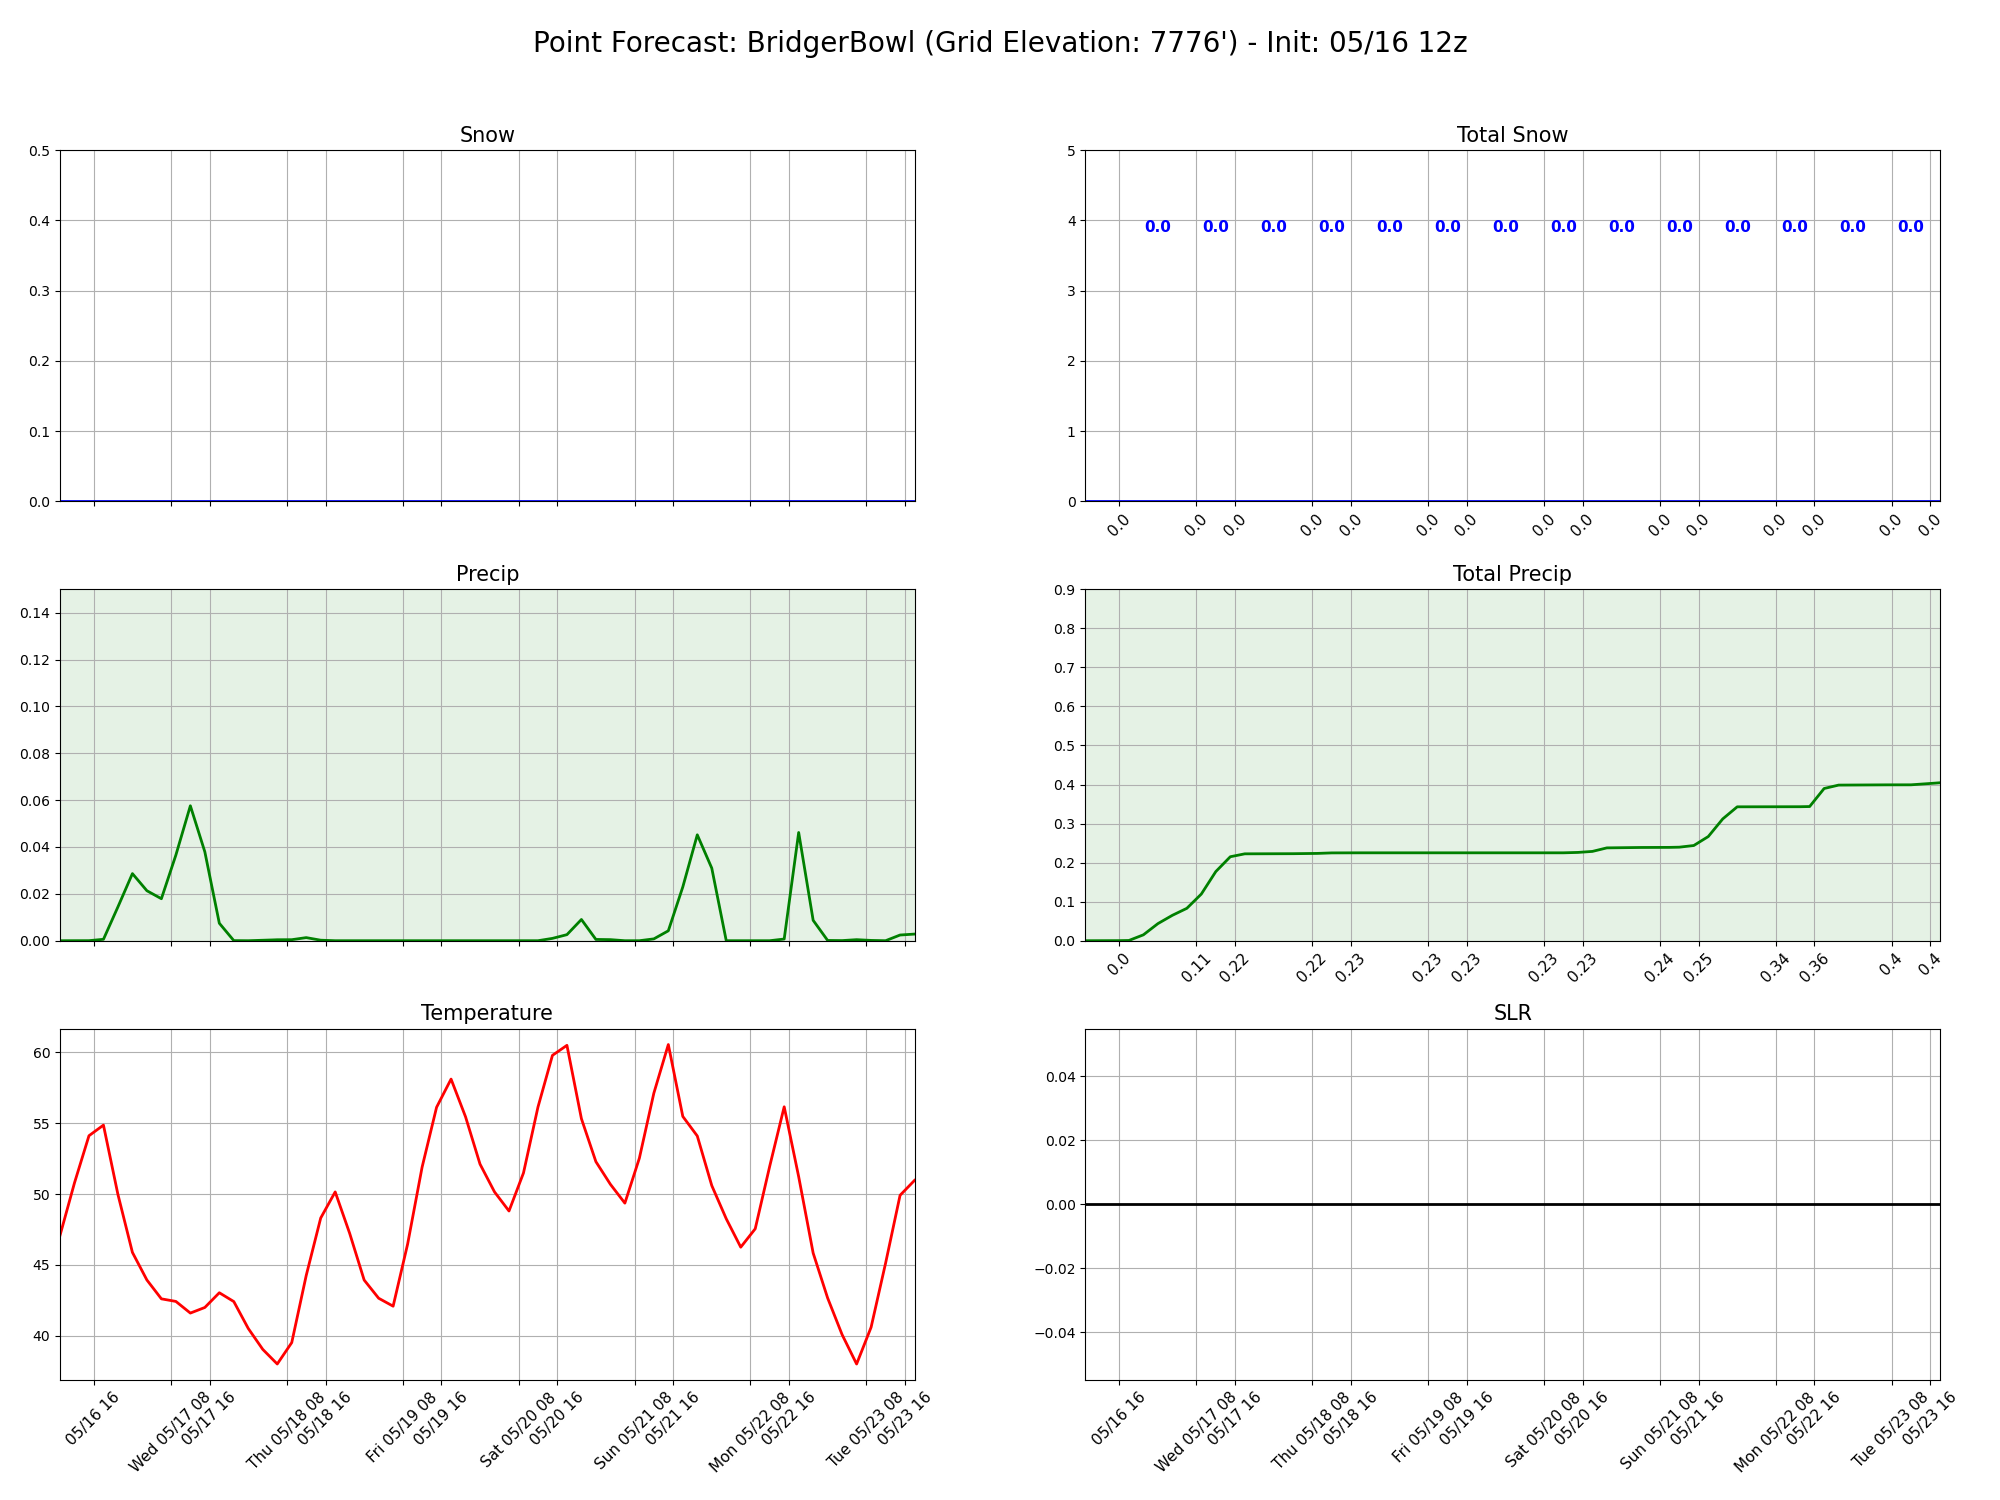 Point Forecast: BridgerBowl (Grid Elevation: 7776') - Init: 05/16 12z
Snow
0.5
0.4
0.3
0.2
0.1
0.0
Total Snow
5
4
3
2
1
0
0.0 0.0 0.0 0.0 0.0 0.0 0.0 0.0 0.0 0.0 0.0 0.0 0.0 0.0
0.0 0.0 0.0 0.0 0.0 0.0 0.0 0.0 0.0 0.0 0.0 0.0 0.0 0.0 0.0
Precip
0.14
0.12
0.10
0.08
0.06
0.04
0.02
0.00
Total Precip
0.9
0.8
0.7
0.6
0.5
0.4
0.3
0.2
0.1
0.0
0.0 0.11 0.22 0.22 0.23 0.23 0.23 0.23 0.23 0.24 0.25 0.34 0.36 0.4 0.4
Temperature
60
55
50
45
40
05/16 16
Wed 05/17 08
05/17 16
Thu 05/18 08
05/18 16
Fri 05/19 08
05/19 16
Sat 05/20 08
05/20 16
Sun 05/21 08
05/21 16
Mon 05/22 08
05/22 16
Tue 05/23 08
05/23 16
SLR
0.04
0.02
0.00
−0.02
−0.04
05/16 16
Wed 05/17 08
05/17 16
Thu 05/18 08
05/18 16
Fri 05/19 08
05/19 16
Sat 05/20 08
05/20 16
Sun 05/21 08
05/21 16
Mon 05/22 08
05/22 16
Tue 05/23 08
05/23 16